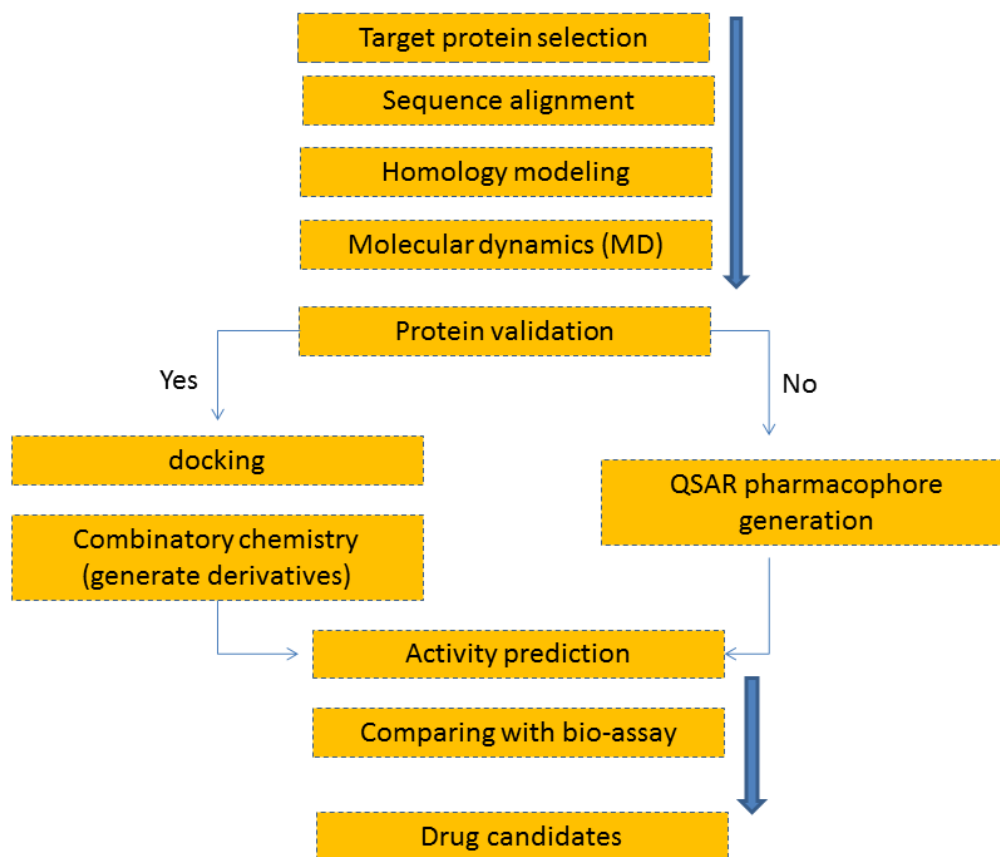 Target protein selection
Sequence alignment
Homology modeling
Molecular dynamics (MD)
Protein validation
Yes
No
docking
QSAR pharmacophore
generation
Combinatory chemistry
(generate derivatives)
Activity prediction
Comparing with bio-assay
Drug candidates